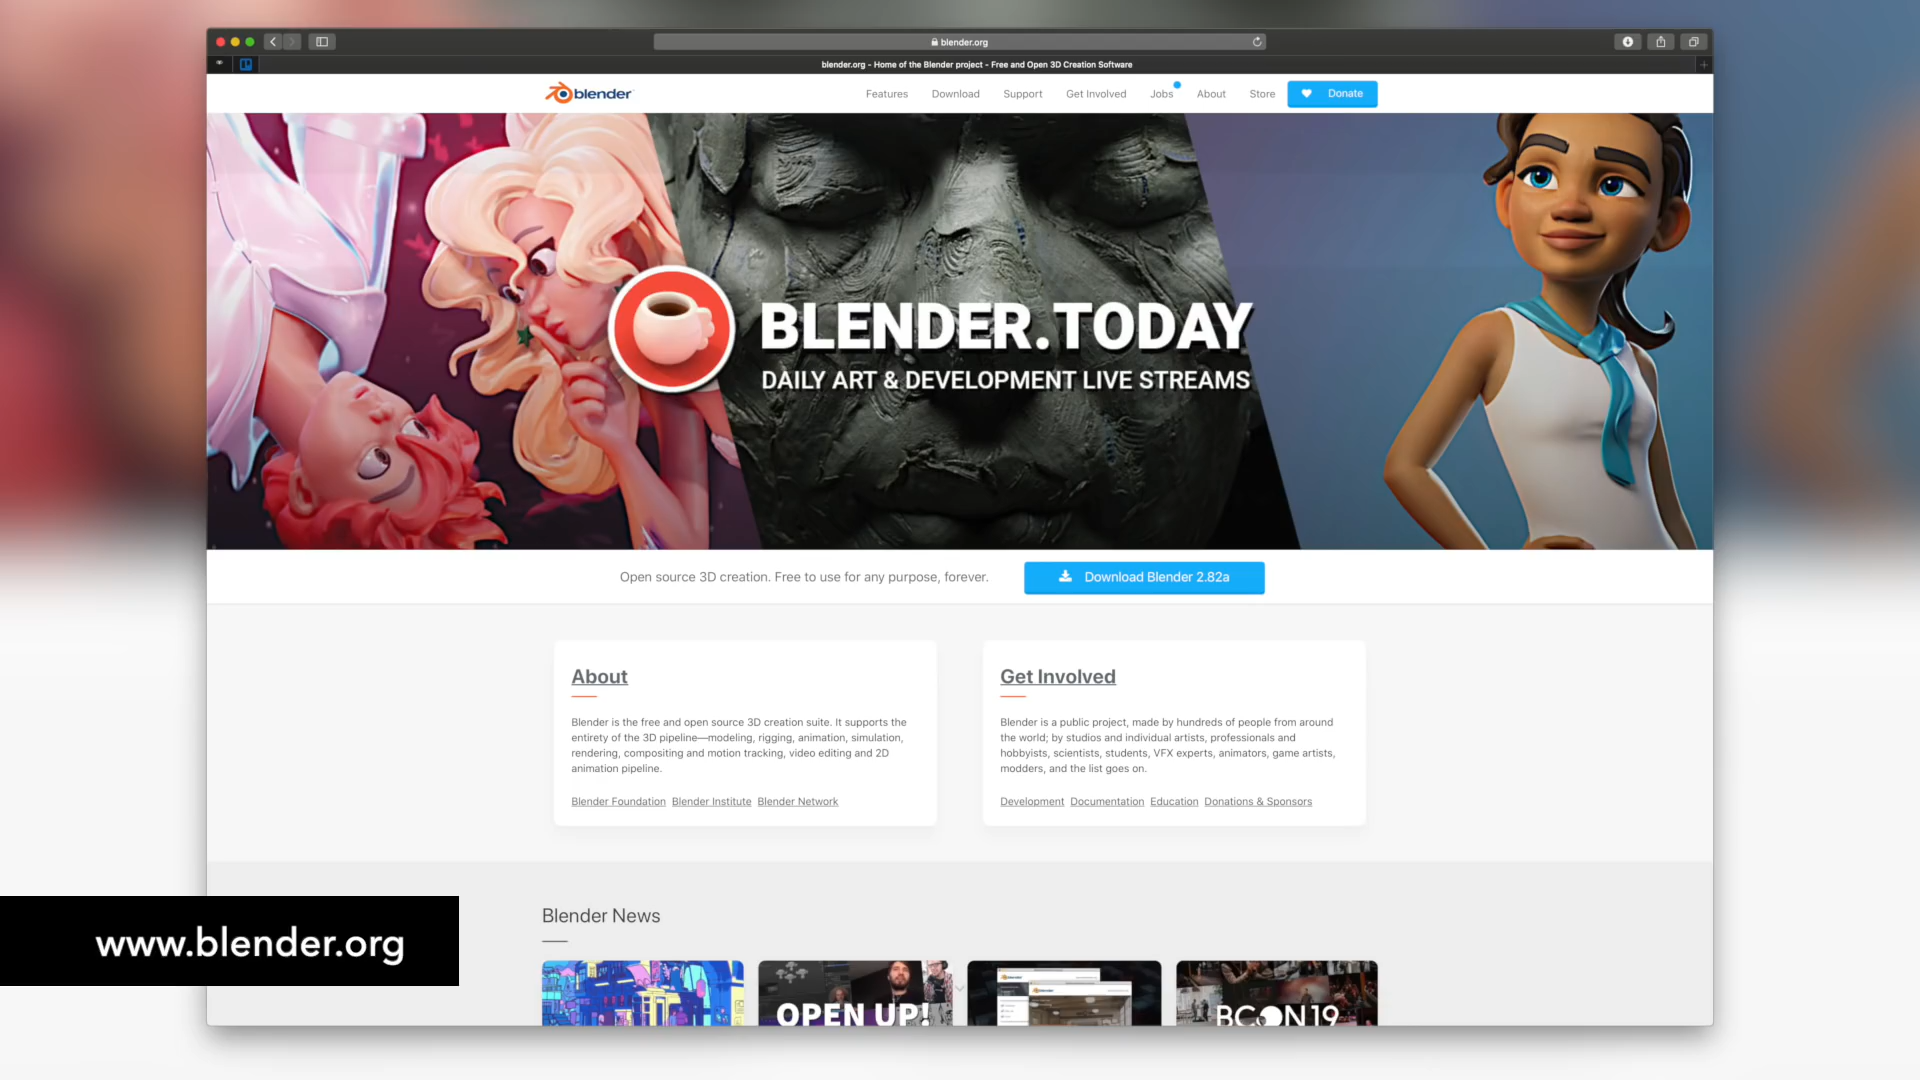 blender.org
blender.org - Home of the Blender project - Free and Open 3D Creation Software
blender
Features Download Support Get Involved Jobs About Store Donate
BLENDER.TODAY
DAILY ART & DEVELOPMENT LIVE STREAMS
Open source 3D creation. Free to use for any purpose, forever.
Download Blender 2.82a
About
Blender is the free and open source 3D creation suite. It supports the
entirety of the 3D pipeline—modeling, rigging, animation, simulation,
rendering, compositing and motion tracking, video editing and 2D
animation pipeline.
Blender Foundation Blender Institute Blender Network
Get Involved
Blender is a public project, made by hundreds of people from around
the world; by studios and individual artists, professionals and
hobbyists, scientists, students, VFX experts, animators, game artists,
modders, and the list goes on.
Development Documentation Education Donations & Sponsors
Blender News
OPEN UP!
BCON19
www.blender.org